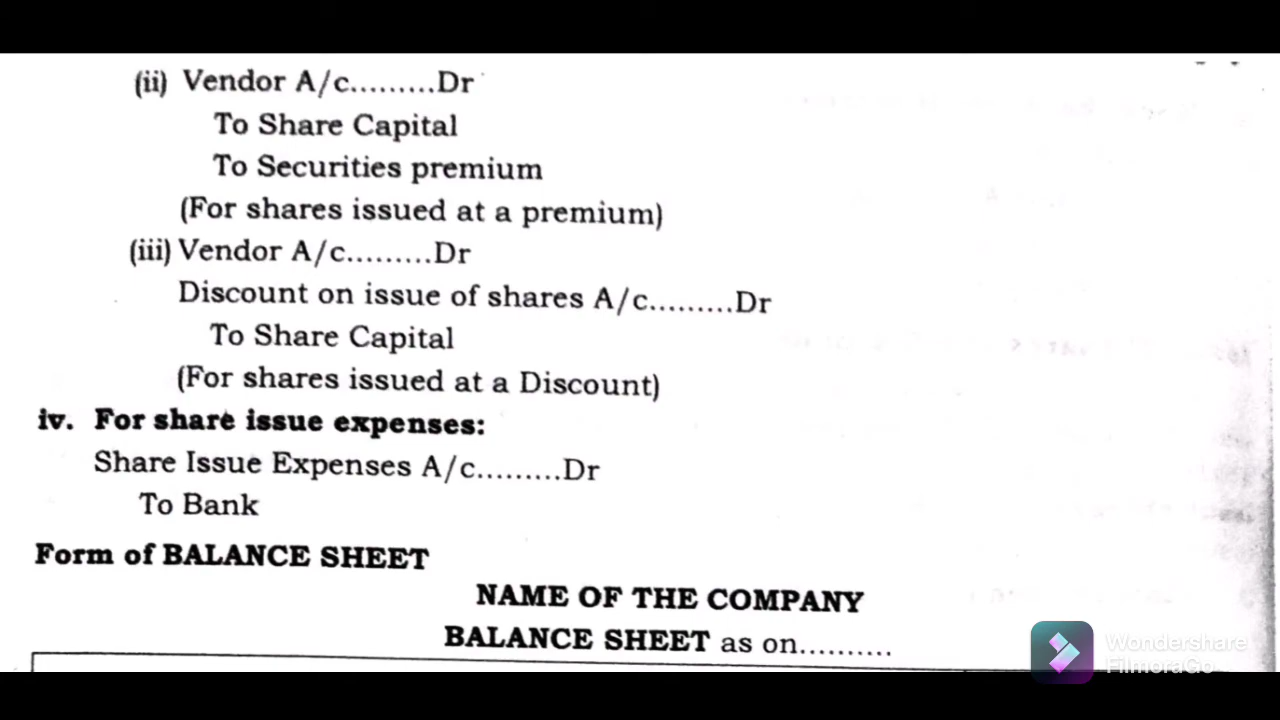 (ii) Vendor A/c.........Dr
To Share Capital
To Securities premium
(For shares issued at a premium)
(iii) Vendor A/c.........Dr
Discount on issue of shares A/c.........Dr
To Share Capital
(For shares issued at a Discount)
iv. For share issue expenses:
Share Issue Expenses A/c.........Dr
To Bank
Form of BALANCE SHEET
NAME OF THE COMPANY
BALANCE SHEET as on..........
Wondershare
FilmoraGo